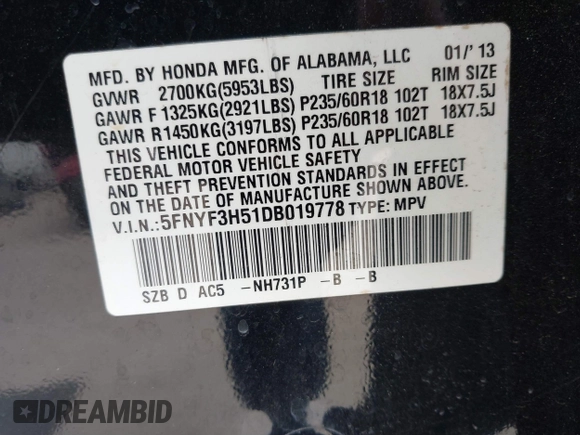 MFD. BY HONDA MFG. OF ALABAMA, LLC 01/'13
GVWR 2700KG(5953LBS) TIRE SIZE RIM SIZE
GAWR F 1325KG(2921LBS) P235/60R18 102T 18X7.5J
GAWR R1450KG(3197LBS) P235/60R18 102T 18X7.5J
THIS VEHICLE CONFORMS TO ALL APPLICABLE
FEDERAL MOTOR VEHICLE SAFETY
AND THEFT PREVENTION STANDARDS IN EFFECT
ON THE DATE OF MANUFACTURE SHOWN ABOVE.
V.I.N.:5FNYF3H51DB019778 TYPE: MPV
SZB D AC5 -NH731P -B -B
DREAMBID